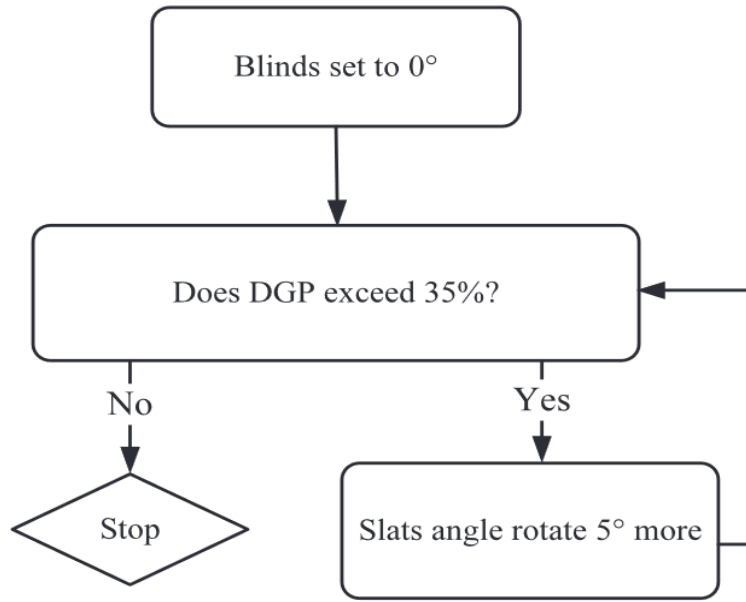 Blinds set to 0°
Does DGP exceed 35%?
No
Yes
Stop
Slats angle rotate 5° more